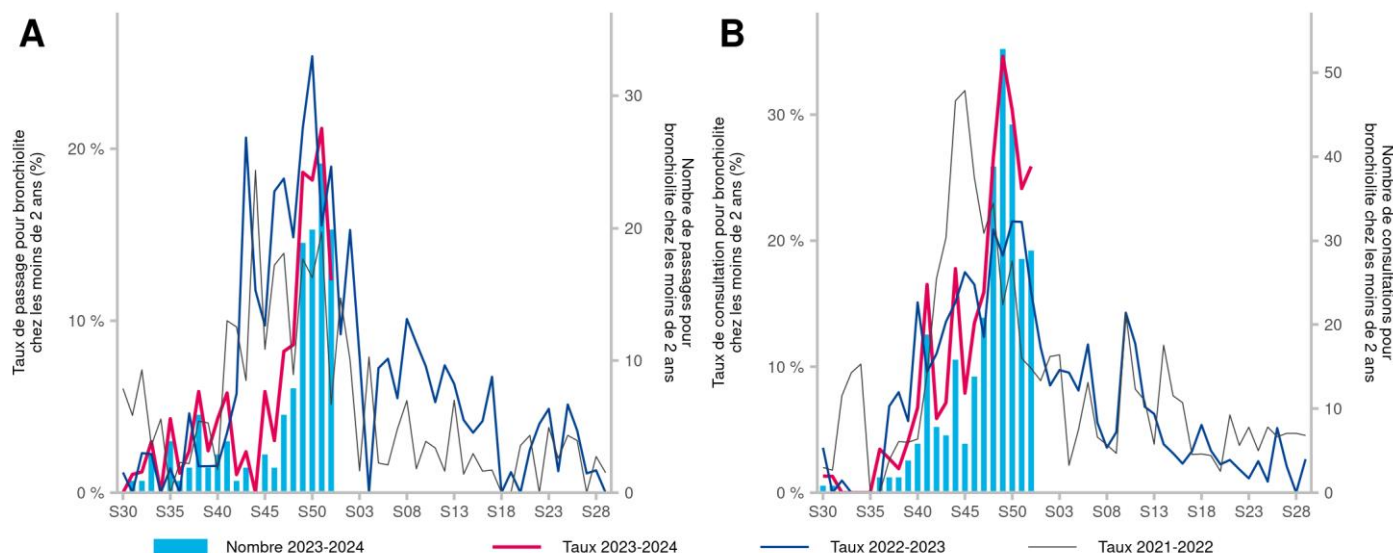 A
Taux de passage pour bronchiolite
chez les moins de 2 ans (%)
20 %
10 %
0 %
30
20
10
0
Nombre de passages pour
bronchiolite chez les moins de 2 ans
S30 S35 S40 S45 S50 S03 S08 S13 S18 S23 S28
B
Taux de consultation pour bronchiolite
chez les moins de 2 ans (%)
30 %
20 %
10 %
0 %
50
40
30
20
10
0
Nombre de consultations pour
bronchiolite chez les moins de 2 ans
S30 S35 S40 S45 S50 S03 S08 S13 S18 S23 S28
Nombre 2023-2024 Taux 2023-2024 Taux 2022-2023 Taux 2021-2022